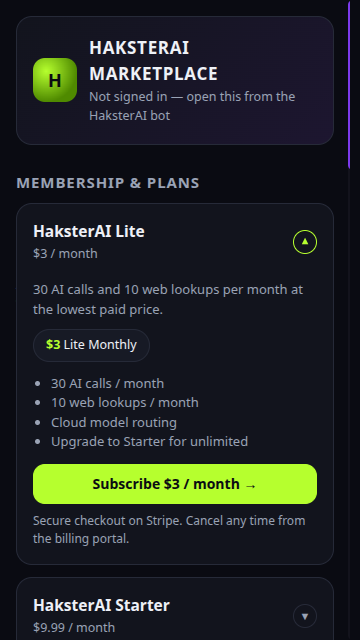 H
HAKSTERAI
MARKETPLACE
Not signed in — open this from the
HaksterAI bot
MEMBERSHIP & PLANS
HaksterAI Lite
$3 / month
▲
30 AI calls and 10 web lookups per month at
the lowest paid price.
$3 Lite Monthly
• 30 AI calls / month
• 10 web lookups / month
• Cloud model routing
• Upgrade to Starter for unlimited
Subscribe $3 / month →
Secure checkout on Stripe. Cancel any time from
the billing portal.
HaksterAI Starter
$9.99 / month
▼